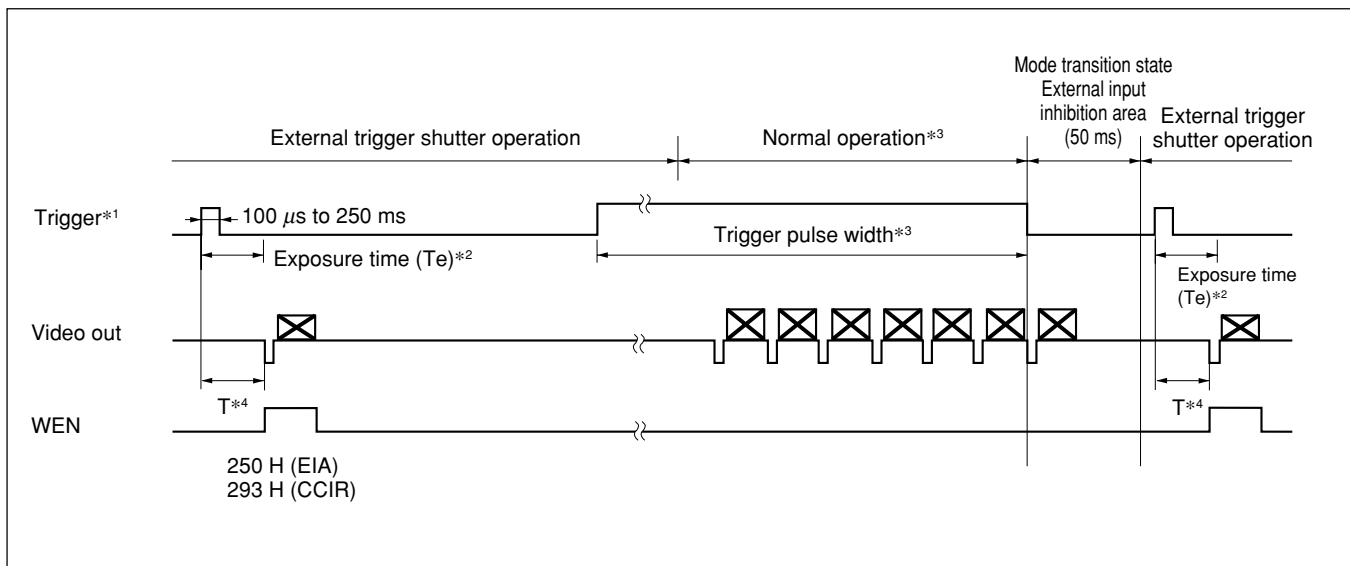 Mode transition state
External input
inhibition area
(50 ms)
External trigger shutter operation
Normal operation*3
External trigger
shutter operation
Trigger*1
100 μs to 250 ms
Trigger pulse width*3
Exposure time (Te)*2
Exposure time
(Te)*2
Video out
T*4
T*4
WEN
250 H (EIA)
293 H (CCIR)